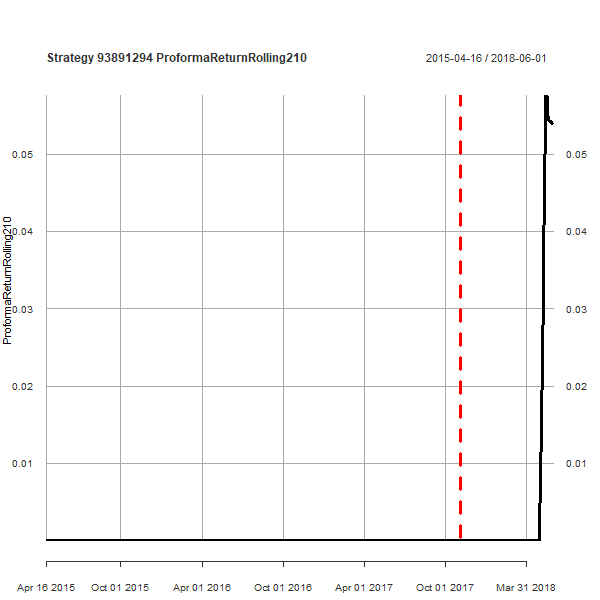 Strategy 93891294 ProformaReturnRolling210 2015-04-16 / 2018-06-01
ProformaReturnRolling210
0.05 0.05
0.04 0.04
0.03 0.03
0.02 0.02
0.01 0.01
Apr 16 2015 Oct 01 2015 Apr 01 2016 Oct 01 2016 Apr 01 2017 Oct 01 2017 Mar 31 2018